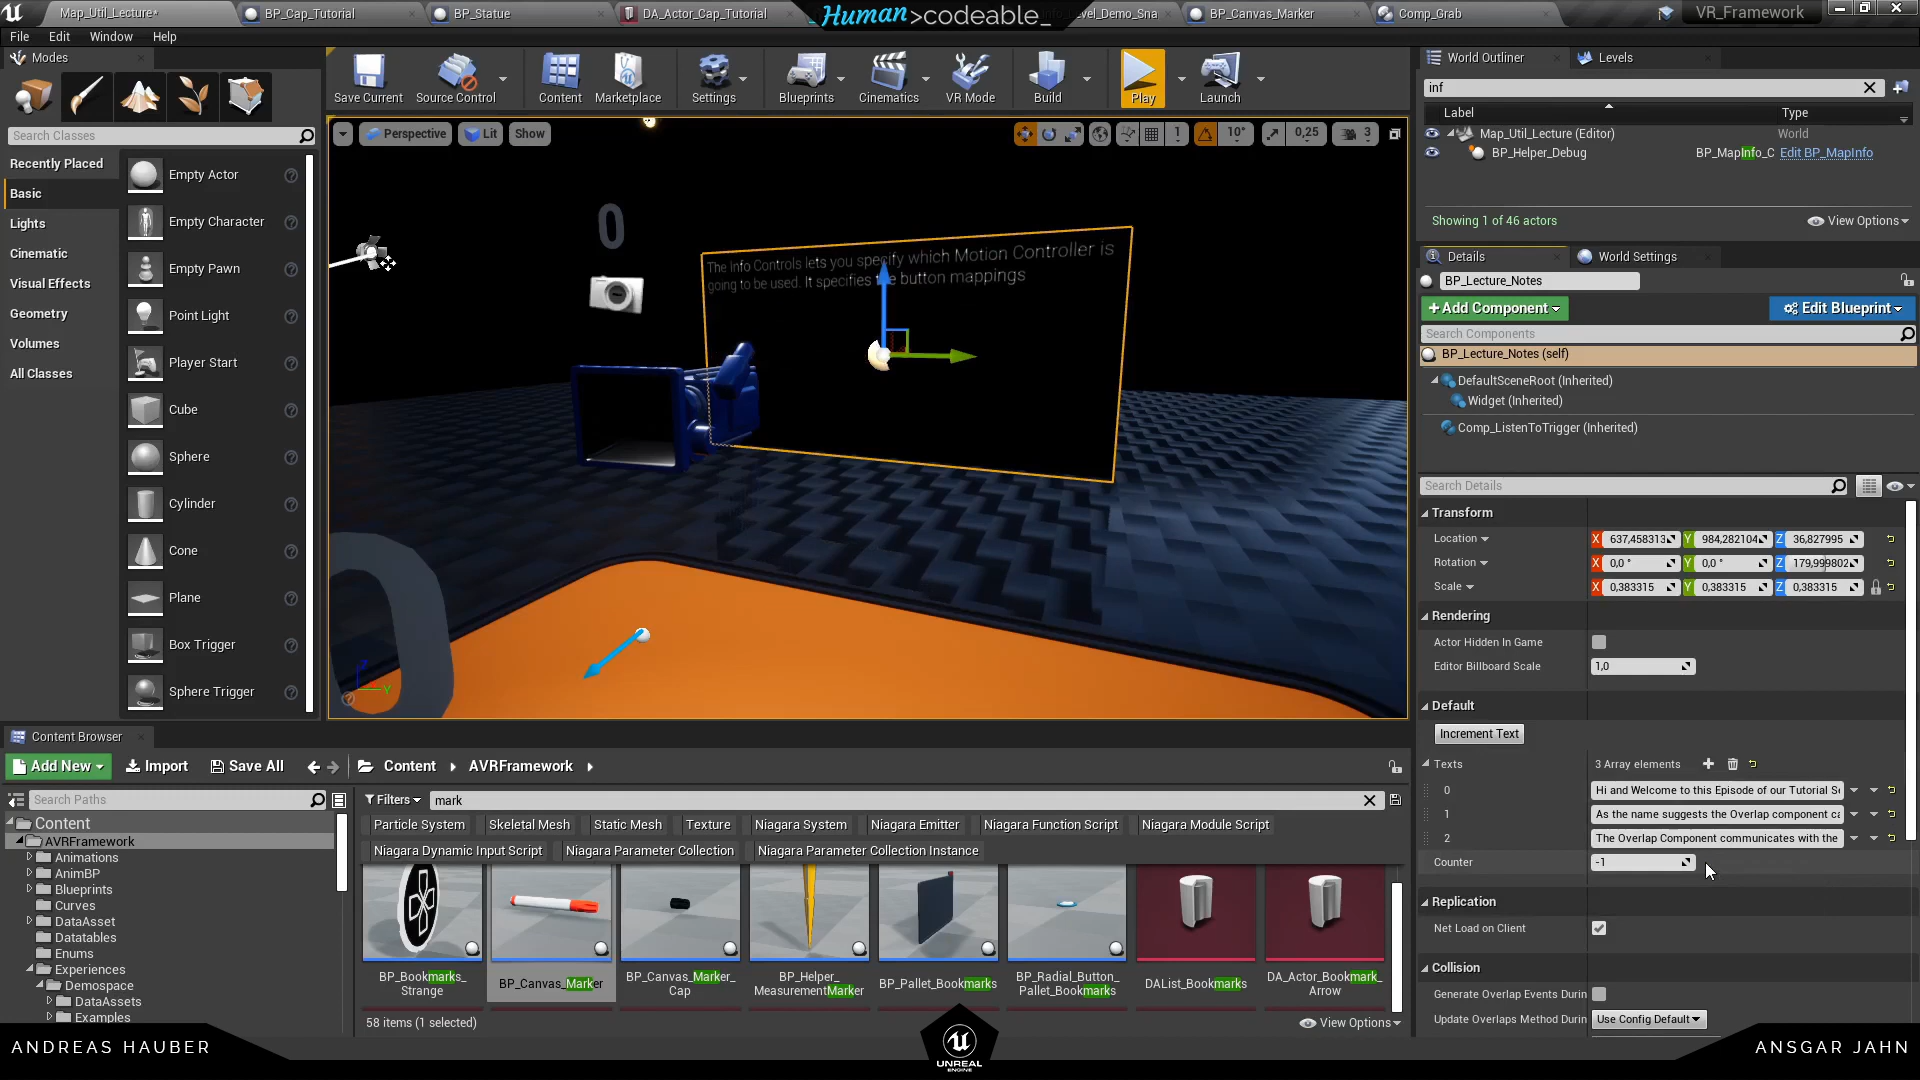 Map_Util_Lecture*
BP_Cap_Tutorial
BP_Statue
DA_Actor_Cap_Tutorial
Human>codeable_
_Level_Demo_Sna
BP_Canvas_Marker
Comp_Grab
VR_Framework
File Edit Window Help
Modes
Search Classes
Recently Placed
Basic
Lights
Cinematic
Visual Effects
Geometry
Volumes
All Classes
Empty Actor
Empty Character
Empty Pawn
Point Light
Player Start
Cube
Sphere
Cylinder
Cone
Plane
Box Trigger
Sphere Trigger
Save Current
Source Control
Content
Marketplace
Settings
Blueprints
Cinematics
VR Mode
Build
Play
Launch
Perspective
Lit
Show
1
10°
0,25
3
0
The Info Controls lets you specify which Motion Controller is
going to be used. It specifies the button mappings
World Outliner
Levels
inf
Label Type
Map_Util_Lecture (Editor) World
BP_Helper_Debug BP_MapInfo_C Edit BP_MapInfo
Showing 1 of 46 actors
View Options
Details
World Settings
BP_Lecture_Notes
+Add Component
Edit Blueprint
Search Components
BP_Lecture_Notes (self)
DefaultSceneRoot (Inherited)
Widget (Inherited)
Comp_ListenToTrigger (Inherited)
Search Details
Transform
Location X 637,458313 Y 984,282104 Z 36,827995
Rotation X 0,0 ° Y 0,0 ° Z 179,999802
Scale X 0,383315 Y 0,383315 Z 0,383315
Rendering
Actor Hidden In Game
Editor Billboard Scale 1,0
Default
Increment Text
Texts 3 Array elements
0 Hi and Welcome to this Episode of our Tutorial Se
1 As the name suggests the Overlap component ca
2 The Overlap Component communicates with the
Counter -1
Replication
Net Load on Client
Collision
Generate Overlap Events Durin
Update Overlaps Method Durin Use Config Default
Content Browser
Add New
Import
Save All
Content
AVRFramework
Search Paths
Filters
mark
Content
AVRFramework
Animations
AnimBP
Blueprints
Curves
DataAsset
Datatables
Enums
Experiences
Demospace
DataAssets
Examples
Particle System
Skeletal Mesh
Static Mesh
Texture
Niagara System
Niagara Emitter
Niagara Function Script
Niagara Module Script
Niagara Dynamic Input Script
Niagara Parameter Collection
Niagara Parameter Collection Instance
BP_Bookmarks_
Strange
BP_Canvas_Marker
BP_Canvas_Marker_
Cap
BP_Helper_
MeasurementMarker
BP_Pallet_Bookmarks
BP_Radial_Button_
Pallet_Bookmarks
DAList_Bookmarks
DA_Actor_Bookmark_
Arrow
58 items (1 selected)
View Options
ANDREAS HAUBER
UNREAL
ENGINE
ANSGAR JAHN